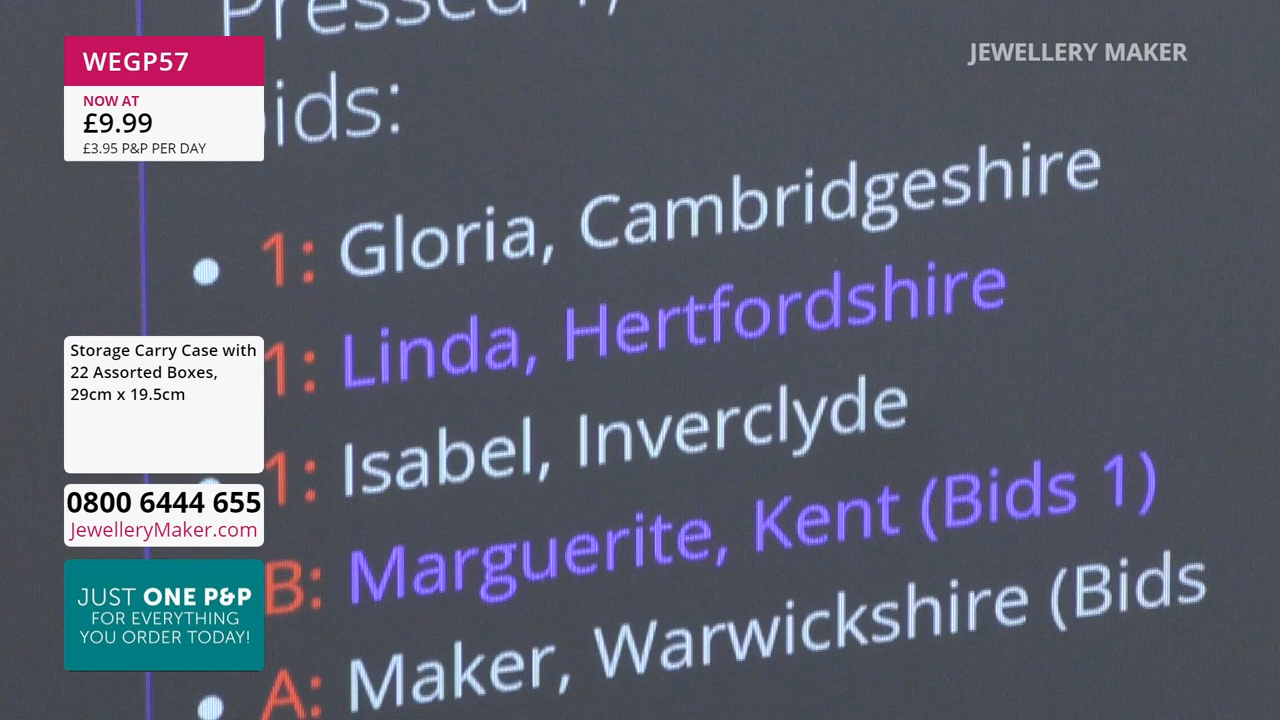 Pressed
WEGP57
NOW AT
£9.99
£3.95 P&P PER DAY
JEWELLERY MAKER
ids:
1: Gloria, Cambridgeshire
1: Linda, Hertfordshire
1: Isabel, Inverclyde
B: Marguerite, Kent (Bids 1)
A: Maker, Warwickshire (Bids
Storage Carry Case with
22 Assorted Boxes,
29cm x 19.5cm
0800 6444 655
JewelleryMaker.com
JUST ONE P&P
FOR EVERYTHING
YOU ORDER TODAY!